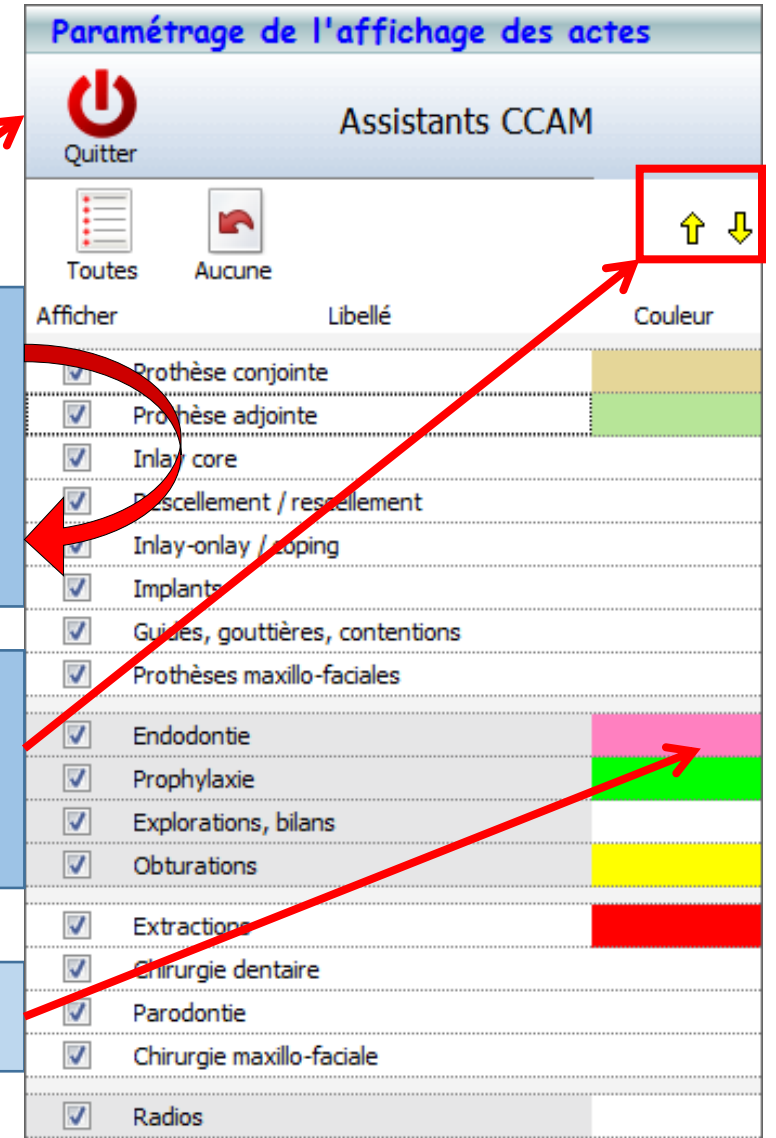 Paramétrage de l'affichage des actes
Assistants CCAM
Quitter
Toutes Aucune
Afficher Libellé Couleur
Prothèse conjointe
Prothèse adjointe
Inlay core
Descellement / rescellement
Inlay-onlay / coping
Implants
Guides, gouttières, contentions
Prothèses maxillo-faciales
Endodontie
Prophylaxie
Explorations, bilans
Obturations
Extractions
Chirurgie dentaire
Parodontie
Chirurgie maxillo-faciale
Radios